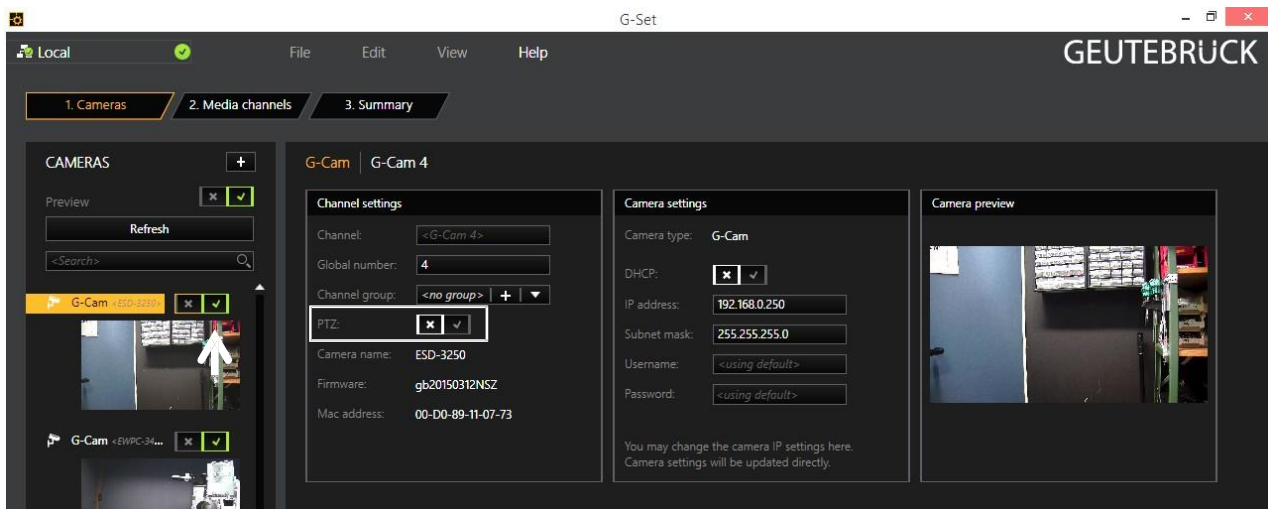 G-Set
Local
File Edit View Help
GEUTEBRÜCK
1. Cameras
2. Media channels
3. Summary
CAMERAS
Preview
Refresh
<Search>
G-Cam <ESD-3250>
G-Cam <EWPC-34...
G-Cam | G-Cam 4
Channel settings
Channel: <G-Cam 4>
Global number: 4
Channel group: <no group> +
PTZ:
Camera name: ESD-3250
Firmware: gb20150312NSZ
Mac address: 00-D0-89-11-07-73
Camera settings
Camera type: G-Cam
DHCP:
IP address: 192.168.0.250
Subnet mask: 255.255.255.0
Username: <using default>
Password: <using default>
You may change the camera IP settings here.
Camera settings will be updated directly.
Camera preview